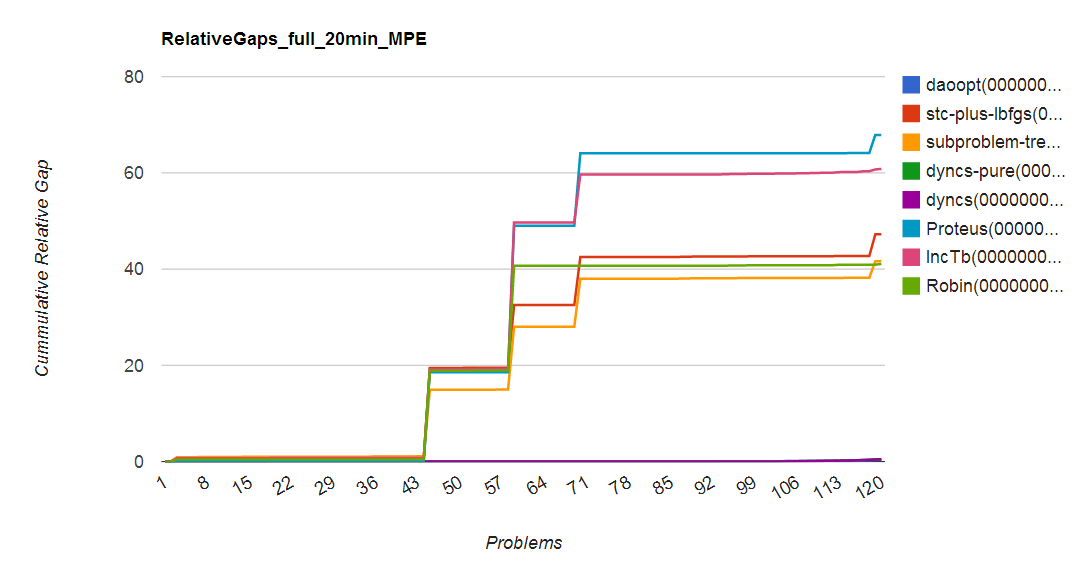 RelativeGaps_full_20min_MPE
80
60
40
20
0
Cummulative Relative Gap
1
8
15
22
29
36
43
50
57
64
71
78
85
92
99
106
113
120
Problems
daoopt(000000...
stc-plus-lbfgs(0...
subproblem-tre...
dyncs-pure(000...
dyncs(0000000...
Proteus(00000...
IncTb(0000000...
Robin(0000000...